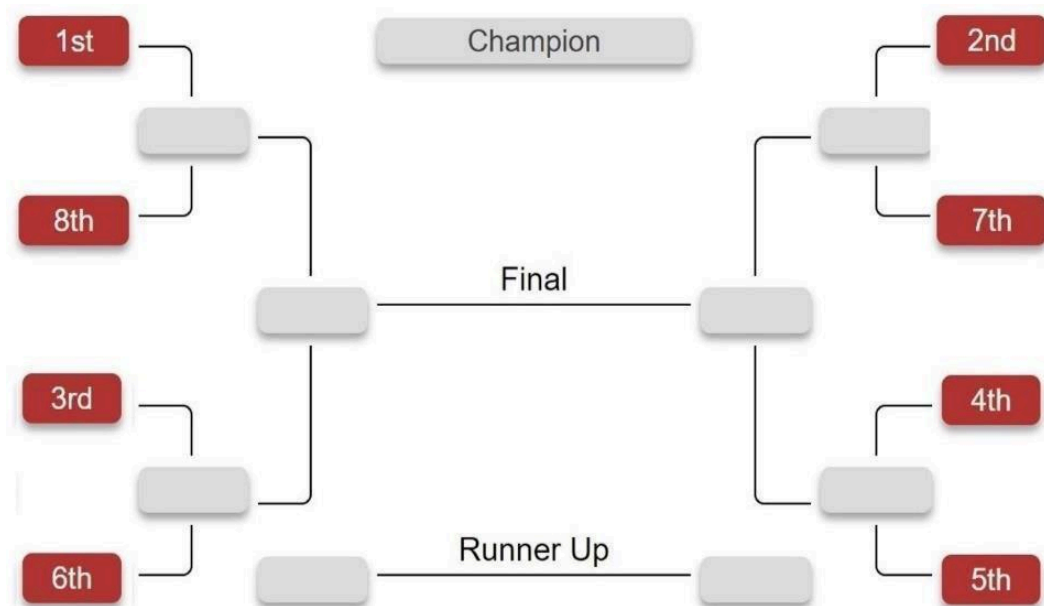 1st
Champion
2nd
8th
7th
Final
3rd
4th
Runner Up
6th
5th